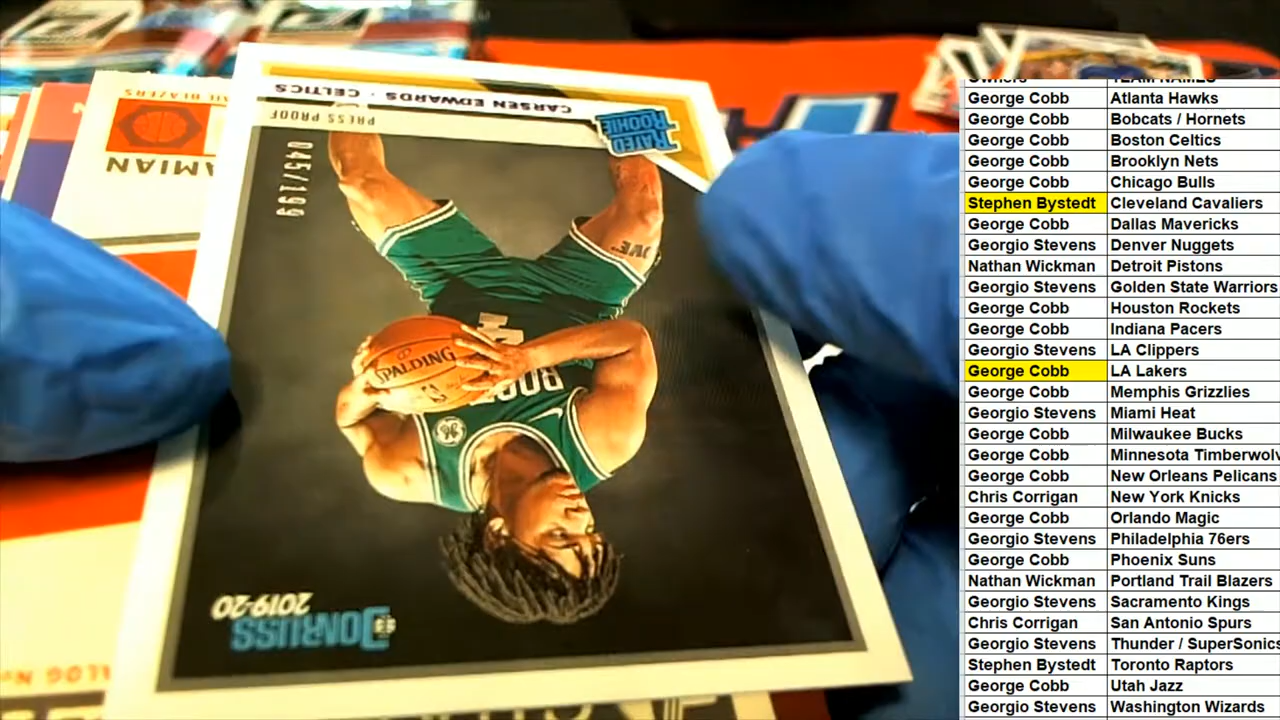 CARSEN EDWARDS · CELTICS
PRESS PROOF
RATED
ROOKIE
045/199
SPALDING
DONRUSS
2019-20
AMIAN
Owners TEAM NAMES
George Cobb Atlanta Hawks
George Cobb Bobcats / Hornets
George Cobb Boston Celtics
George Cobb Brooklyn Nets
George Cobb Chicago Bulls
Stephen Bystedt Cleveland Cavaliers
George Cobb Dallas Mavericks
Georgio Stevens Denver Nuggets
Nathan Wickman Detroit Pistons
Georgio Stevens Golden State Warriors
George Cobb Houston Rockets
George Cobb Indiana Pacers
Georgio Stevens LA Clippers
George Cobb LA Lakers
George Cobb Memphis Grizzlies
Georgio Stevens Miami Heat
George Cobb Milwaukee Bucks
George Cobb Minnesota Timberwolv
George Cobb New Orleans Pelicans
Chris Corrigan New York Knicks
George Cobb Orlando Magic
Georgio Stevens Philadelphia 76ers
George Cobb Phoenix Suns
Nathan Wickman Portland Trail Blazers
Georgio Stevens Sacramento Kings
Chris Corrigan San Antonio Spurs
Georgio Stevens Thunder / SuperSonics
Stephen Bystedt Toronto Raptors
George Cobb Utah Jazz
Georgio Stevens Washington Wizards